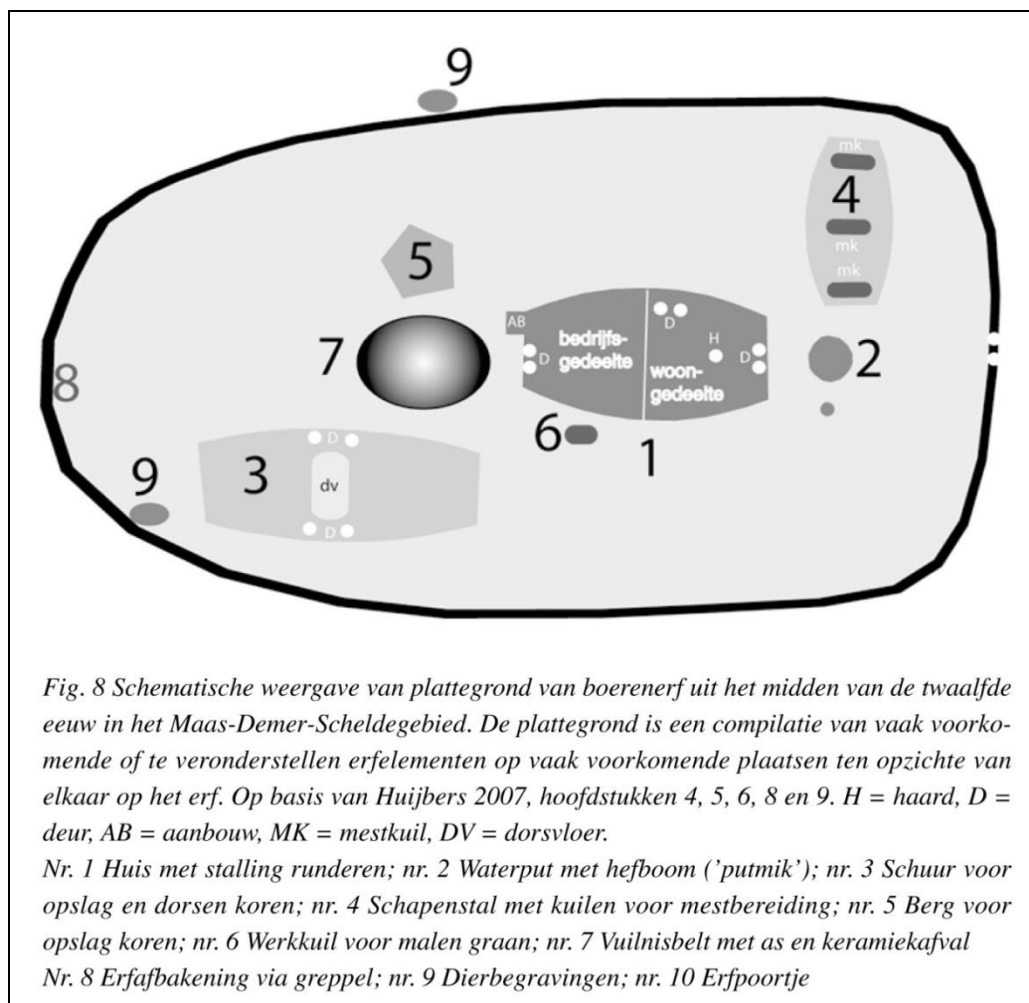 9
mk
4
mk
mk
5
AB
D
H
bedrijfs-
gedeelte
D
D
woon-
gedeelte
7
2
8
6
1
D
9
3
dv
D
Fig. 8 Schematische weergave van plattegrond van boerenerf uit het midden van de twaalfde
eeuw in het Maas-Demer-Scheldegebied. De plattegrond is een compilatie van vaak voorko-
mende of te veronderstellen erfelementen op vaak voorkomende plaatsen ten opzichte van
elkaar op het erf. Op basis van Huijbers 2007, hoofdstukken 4, 5, 6, 8 en 9. H = haard, D =
deur, AB = aanbouw, MK = mestkuil, DV = dorsvloer.
Nr. 1 Huis met stalling runderen; nr. 2 Waterput met hefboom ('putmik'); nr. 3 Schuur voor
opslag en dorsen koren; nr. 4 Schapenstal met kuilen voor mestbereiding; nr. 5 Berg voor
opslag koren; nr. 6 Werkkuil voor malen graan; nr. 7 Vuilnisbelt met as en keramiekafval
Nr. 8 Erfafbakening via greppel; nr. 9 Dierbegravingen; nr. 10 Erfpoortje